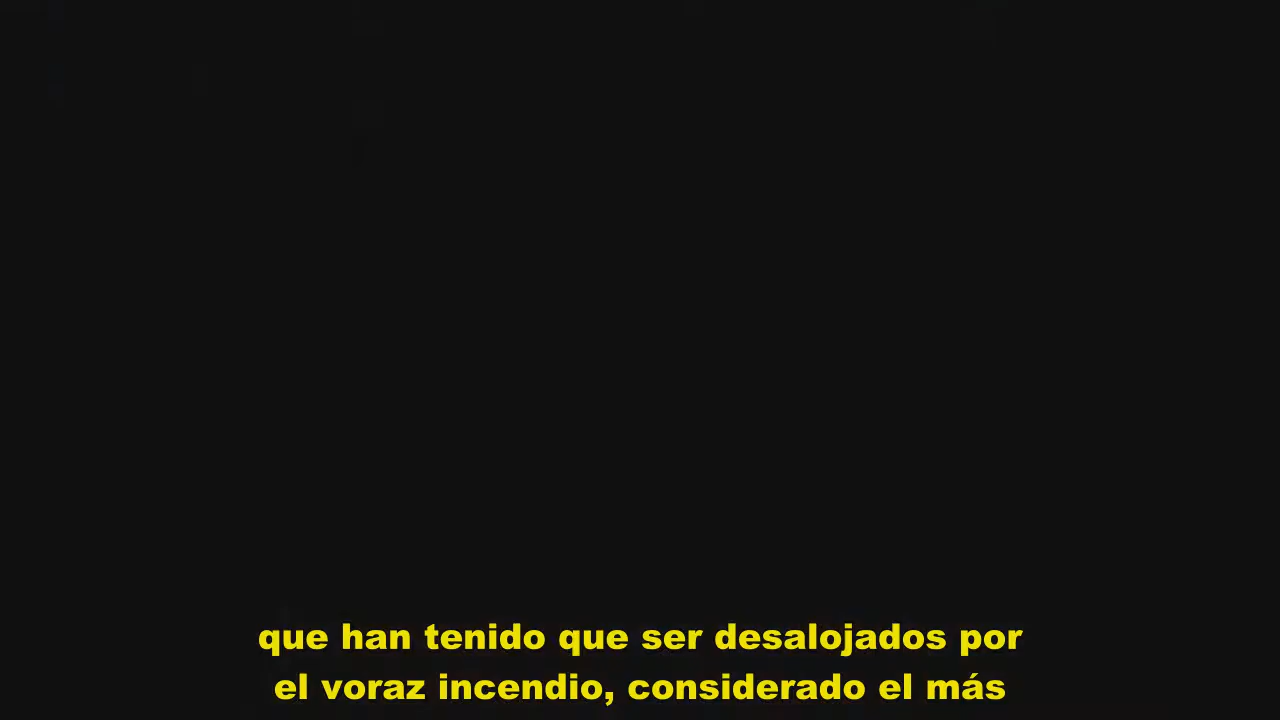 que han tenido que ser desalojados por
el voraz incendio, considerado el más